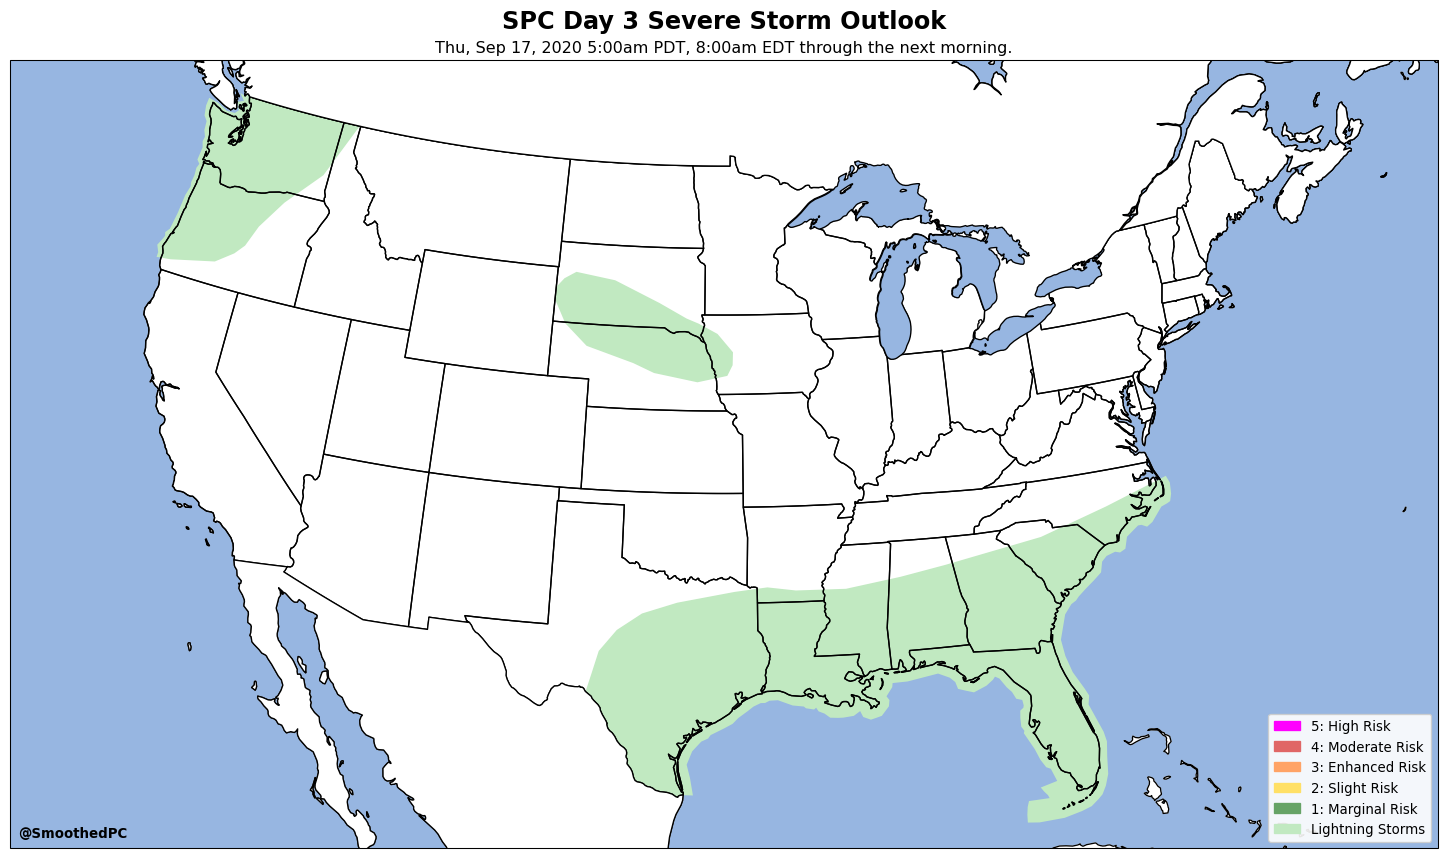 SPC Day 3 Severe Storm Outlook
Thu, Sep 17, 2020 5:00am PDT, 8:00am EDT through the next morning.
5: High Risk
4: Moderate Risk
3: Enhanced Risk
2: Slight Risk
1: Marginal Risk
Lightning Storms
@SmoothedPC